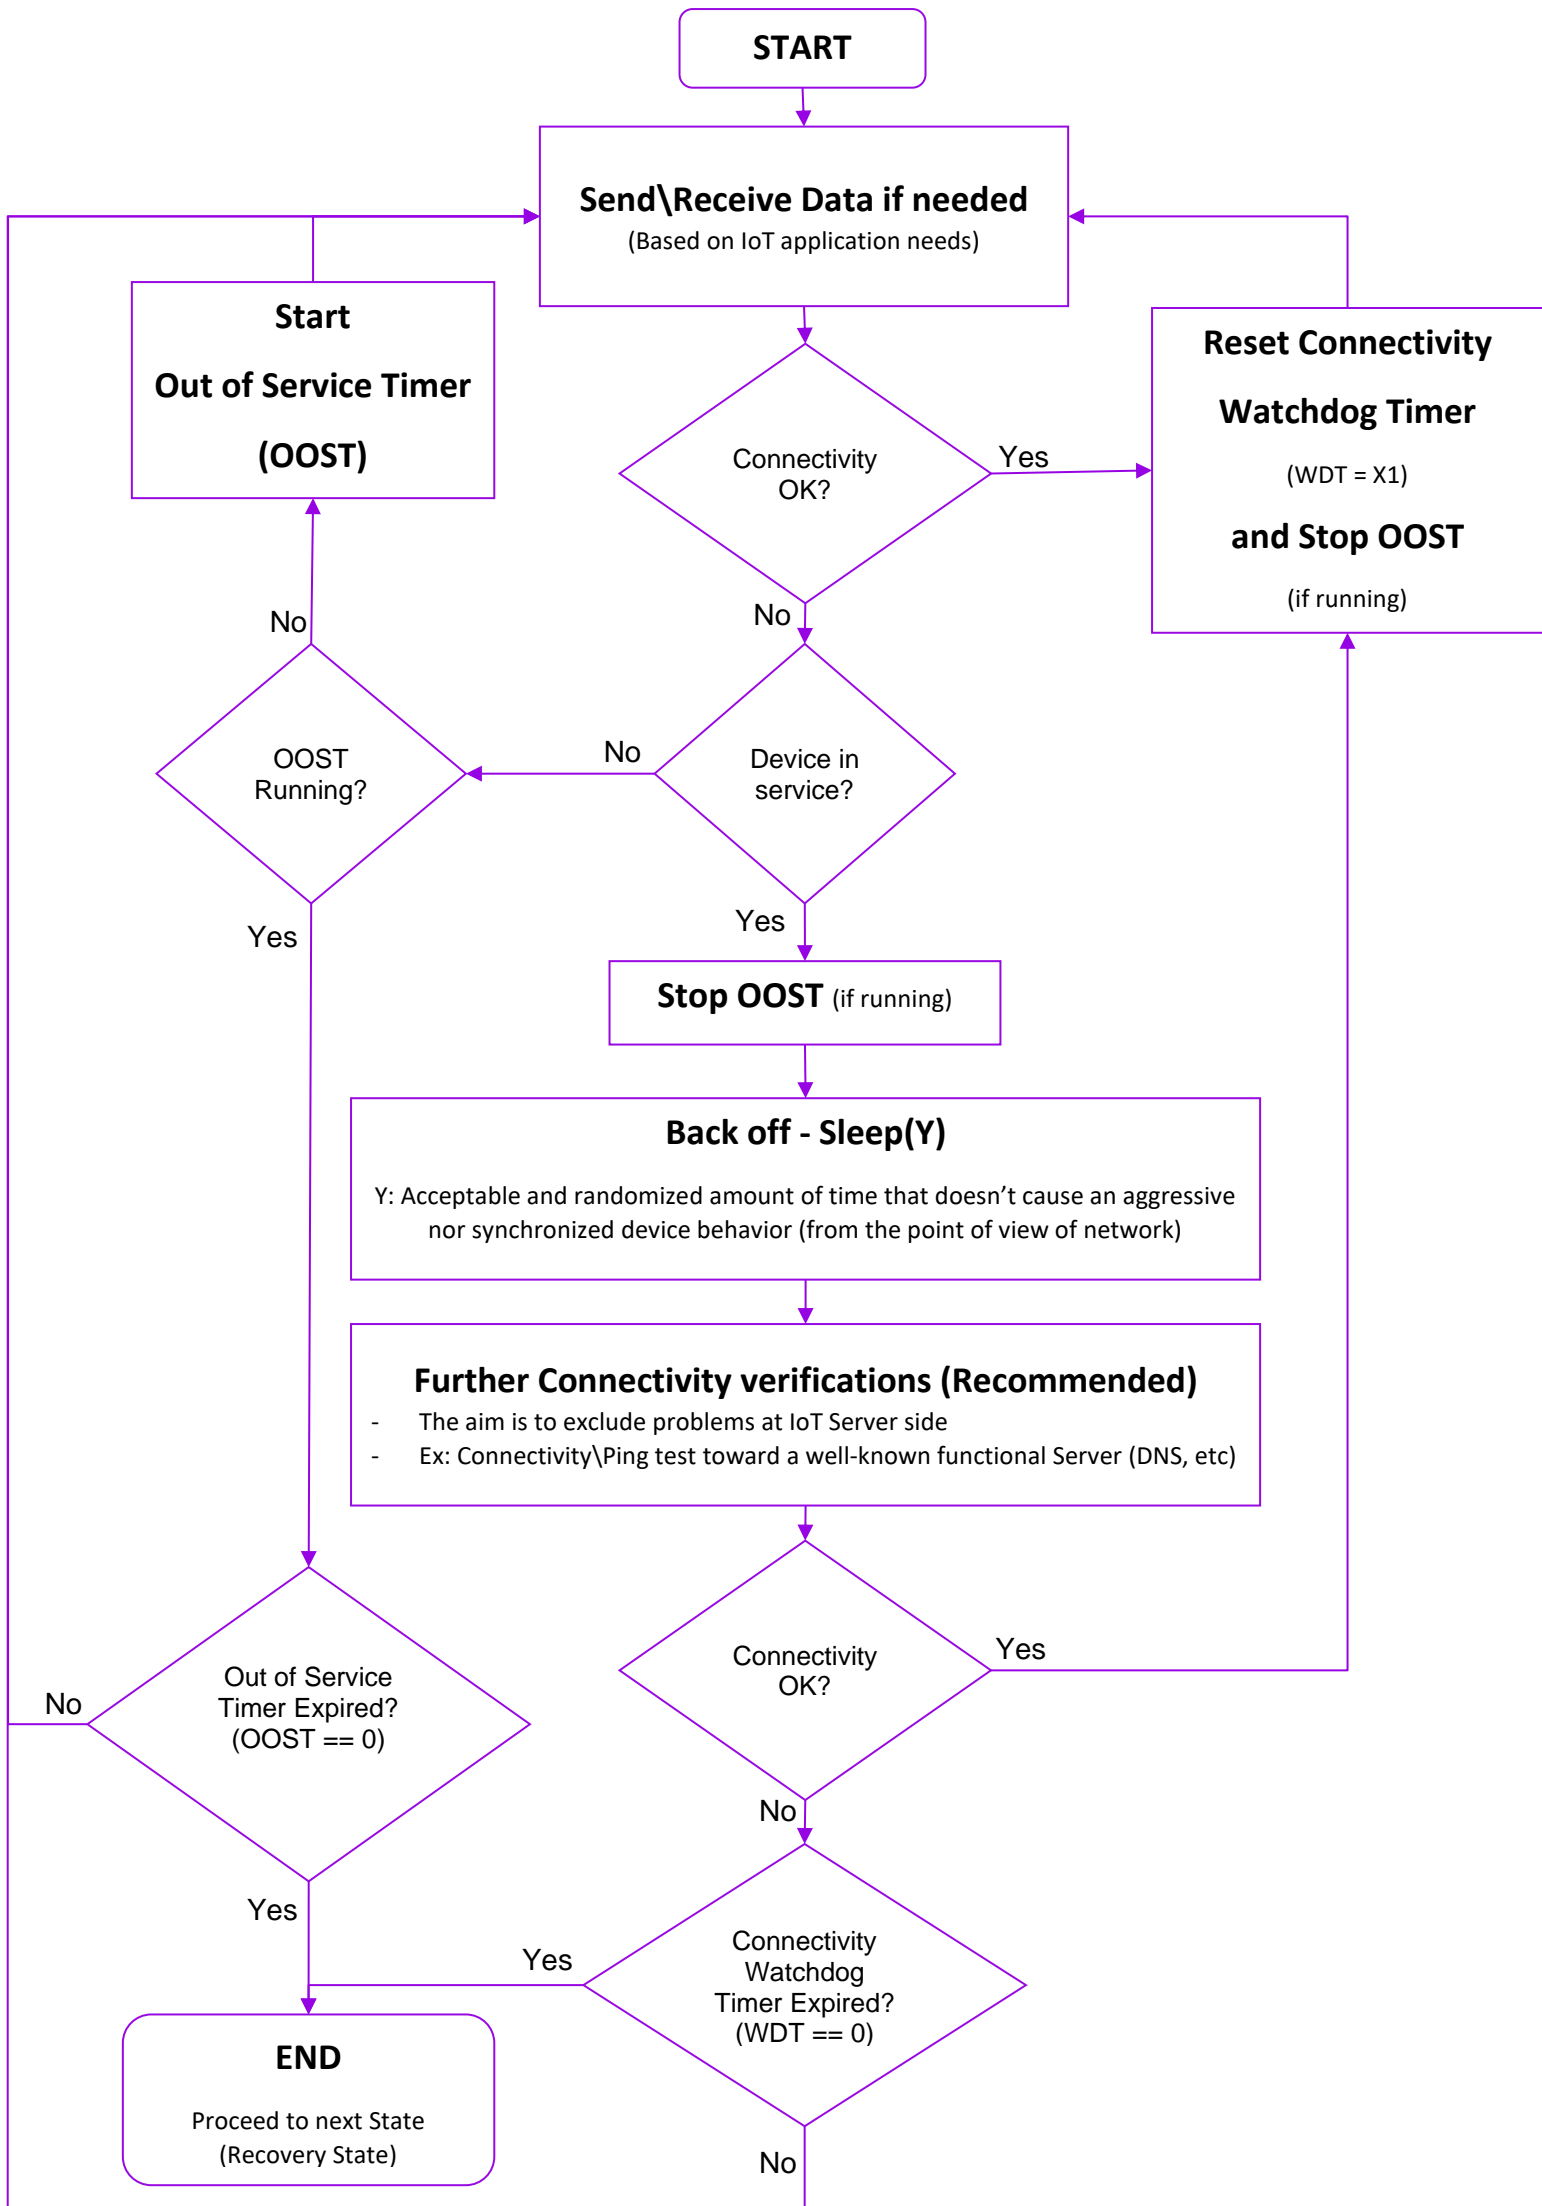 START
Send\Receive Data if needed
(Based on IoT application needs)
Start
Out of Service Timer
(OOST)
Reset Connectivity
Watchdog Timer
(WDT = X1)
and Stop OOST
(if running)
Connectivity
OK?
Yes
No
No
OOST
Running?
No
Device in
service?
Yes
Yes
Stop OOST (if running)
Back off - Sleep(Y)
Y: Acceptable and randomized amount of time that doesn’t cause an aggressive
nor synchronized device behavior (from the point of view of network)
Further Connectivity verifications (Recommended)
- The aim is to exclude problems at IoT Server side
- Ex: Connectivity\Ping test toward a well-known functional Server (DNS, etc)
Connectivity
OK?
Yes
No
Out of Service
Timer Expired?
(OOST == 0)
No
Yes
Yes
Connectivity
Watchdog
Timer Expired?
(WDT == 0)
END
Proceed to next State
(Recovery State)
No